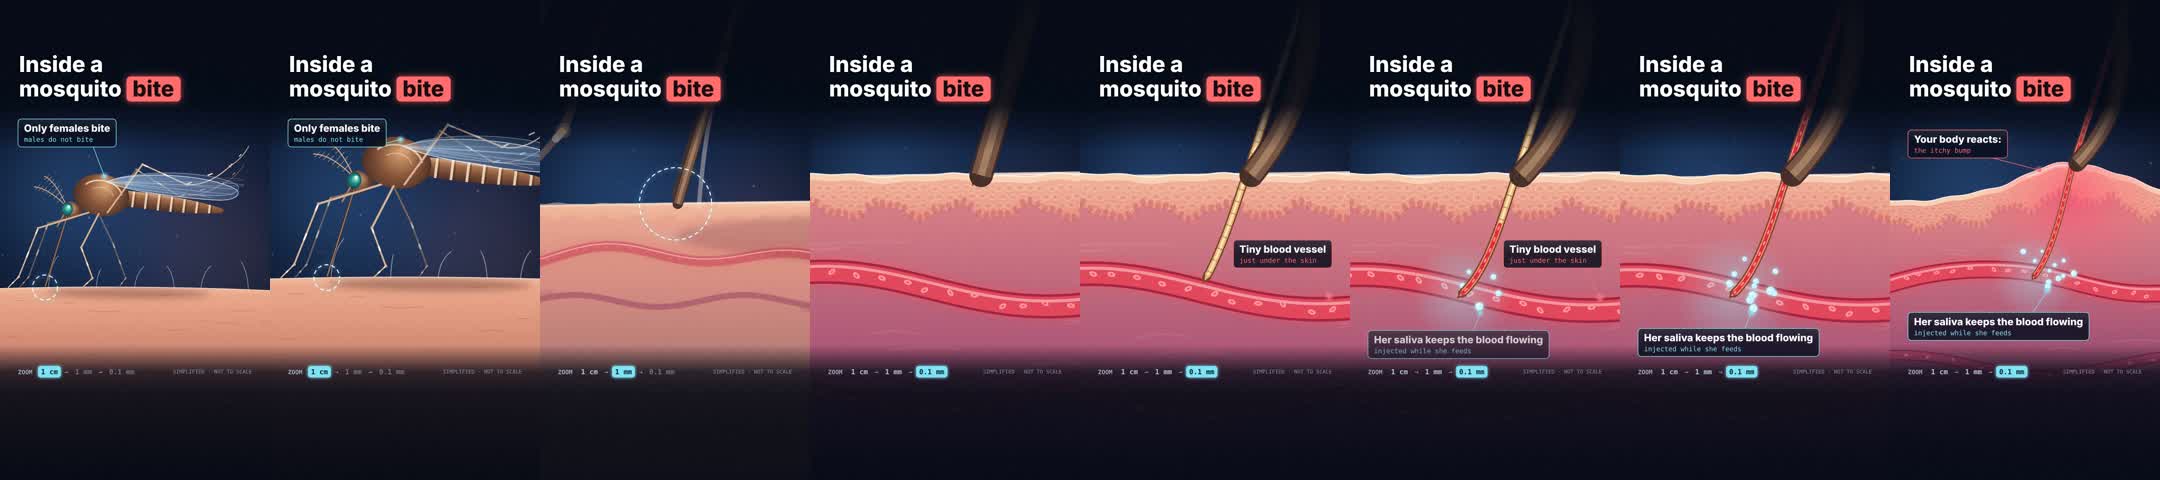 Inside a
mosquito bite
Only females bite
males do not bite
ZOOM 1 cm → 1 mm → 0.1 mm SIMPLIFIED · NOT TO SCALE
Inside a
mosquito bite
Only females bite
males do not bite
ZOOM 1 cm → 1 mm → 0.1 mm SIMPLIFIED · NOT TO SCALE
Inside a
mosquito bite
ZOOM 1 cm → 1 mm → 0.1 mm SIMPLIFIED · NOT TO SCALE
Inside a
mosquito bite
ZOOM 1 cm → 1 mm → 0.1 mm SIMPLIFIED · NOT TO SCALE
Inside a
mosquito bite
Tiny blood vessel
just under the skin
ZOOM 1 cm → 1 mm → 0.1 mm SIMPLIFIED · NOT TO SCALE
Inside a
mosquito bite
Tiny blood vessel
just under the skin
Her saliva keeps the blood flowing
injected while she feeds
ZOOM 1 cm → 1 mm → 0.1 mm SIMPLIFIED · NOT TO SCALE
Inside a
mosquito bite
Her saliva keeps the blood flowing
injected while she feeds
ZOOM 1 cm → 1 mm → 0.1 mm SIMPLIFIED · NOT TO SCALE
Inside a
mosquito bite
Your body reacts:
the itchy bump
Her saliva keeps the blood flowing
injected while she feeds
ZOOM 1 cm → 1 mm → 0.1 mm SIMPLIFIED · NOT TO SCALE